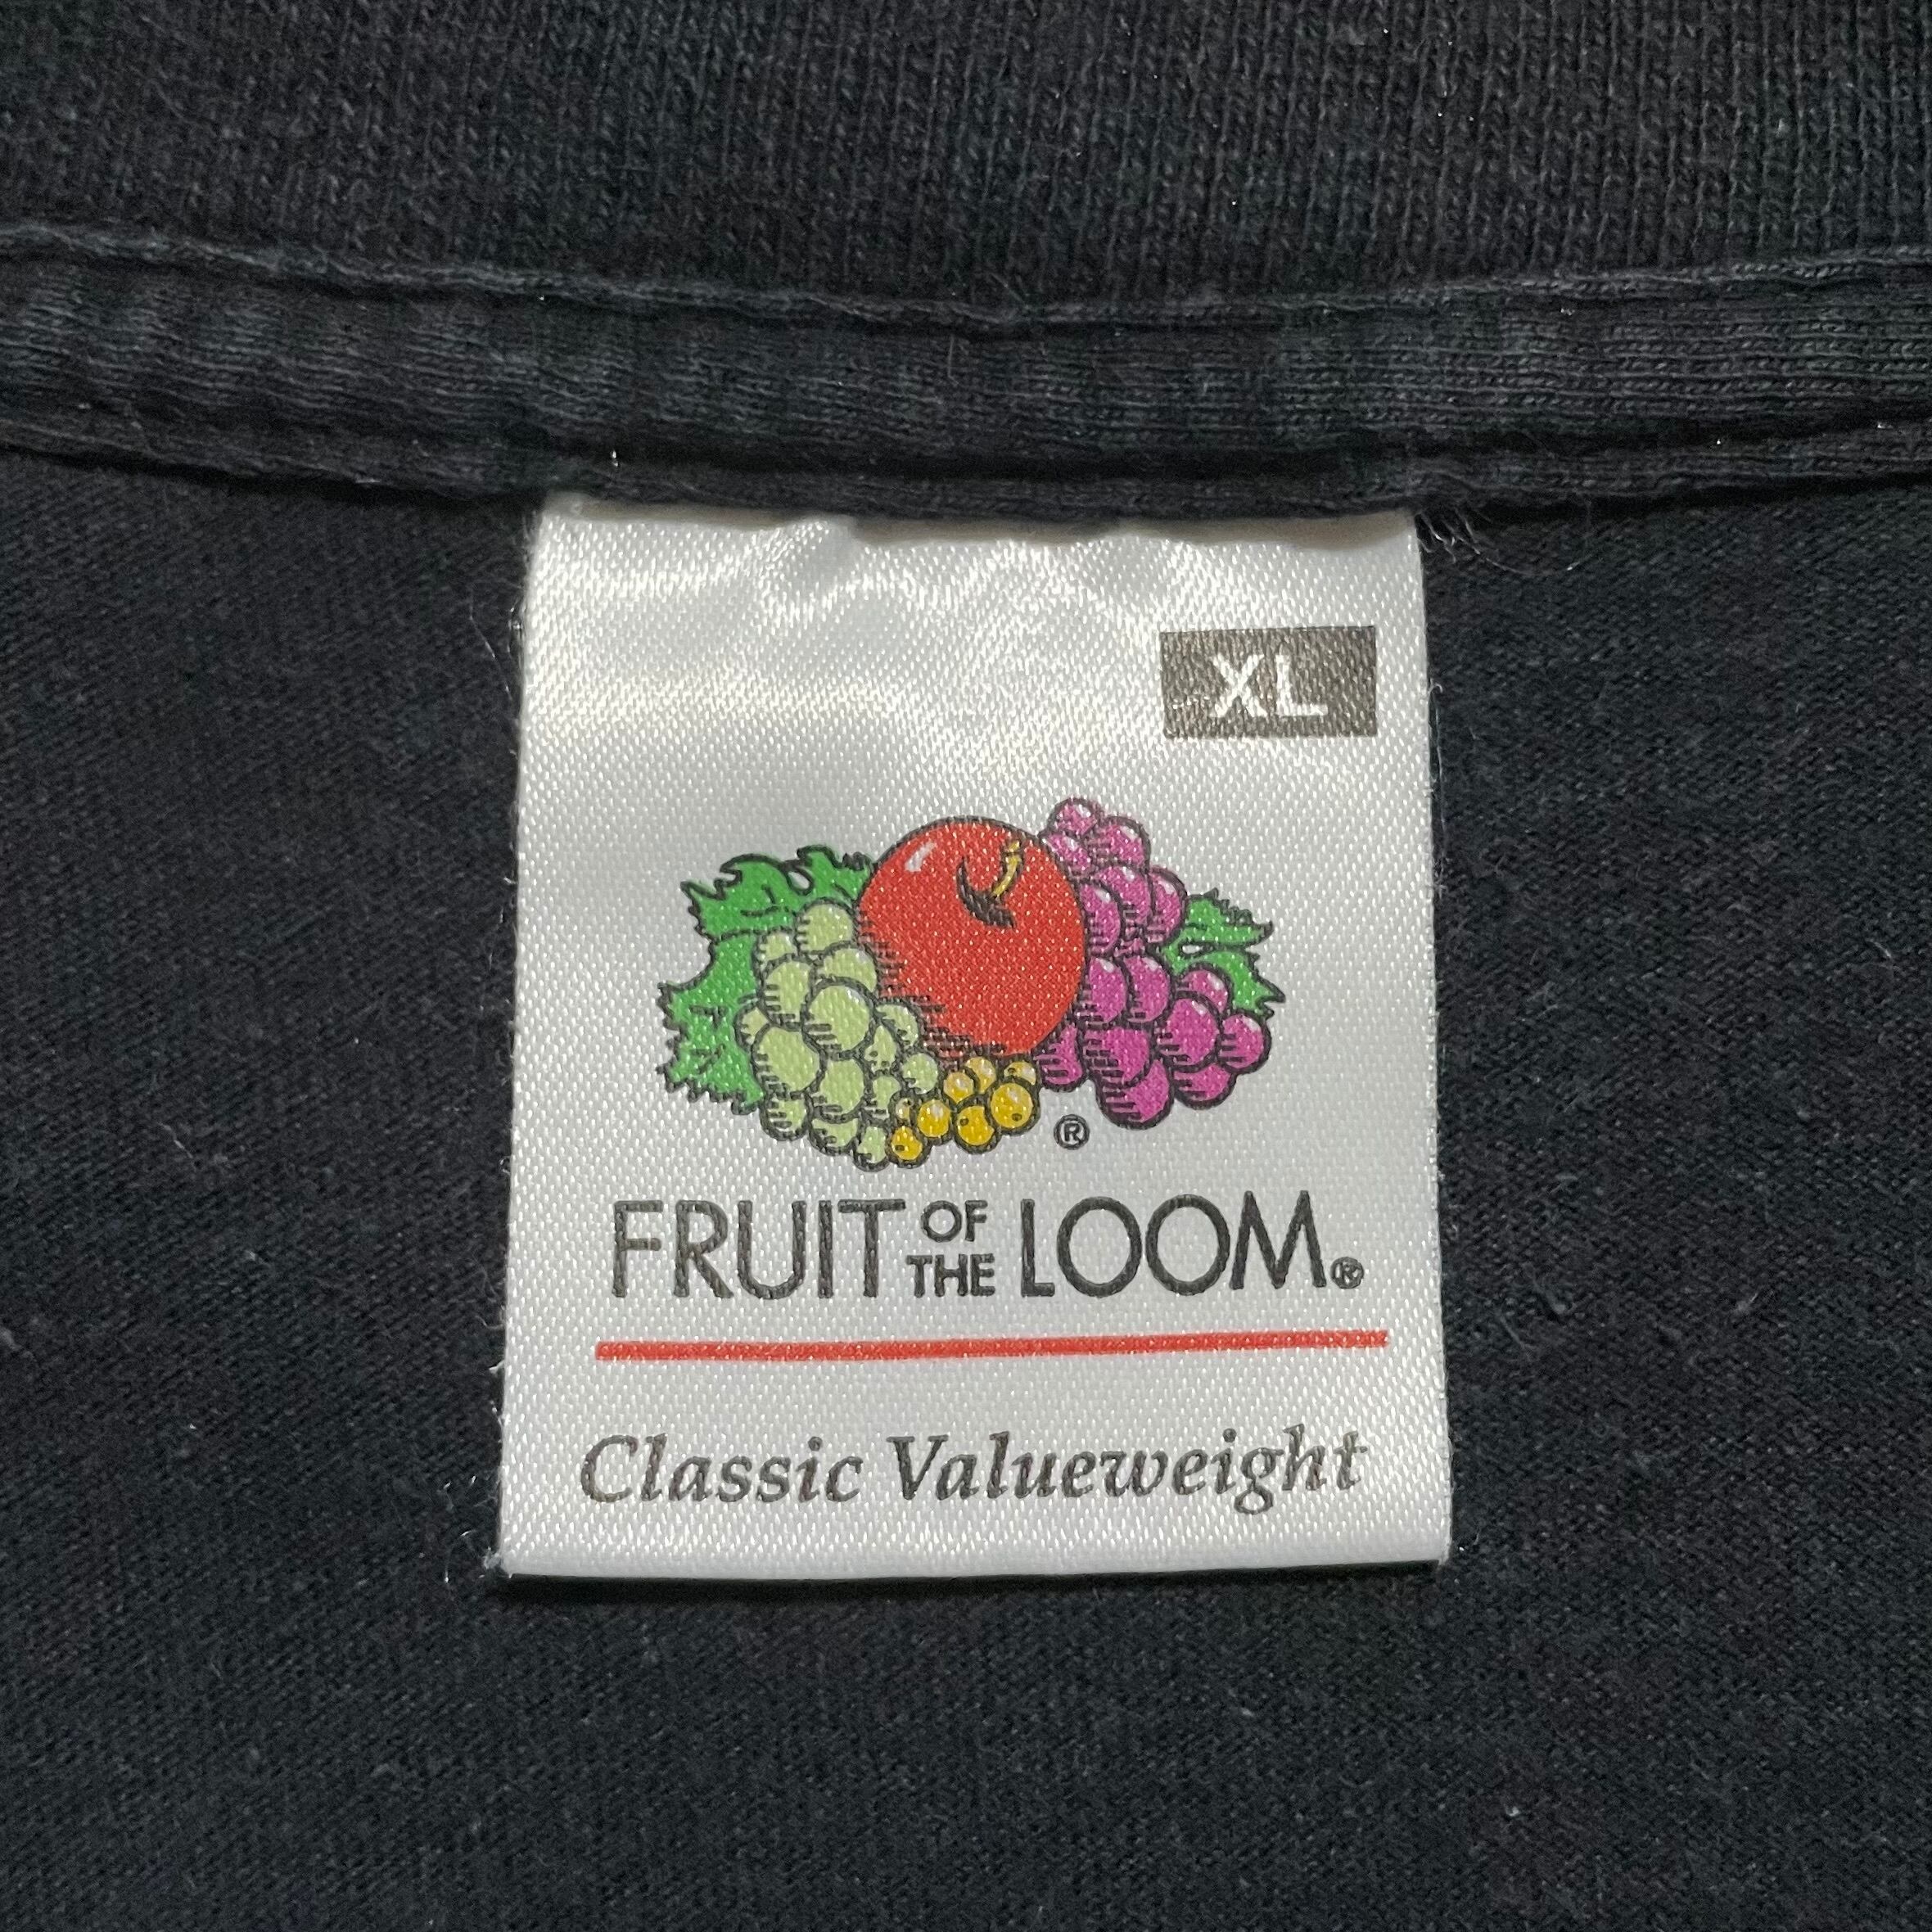 XL
®
FRUIT OF THE LOOM®
Classic Valueweight